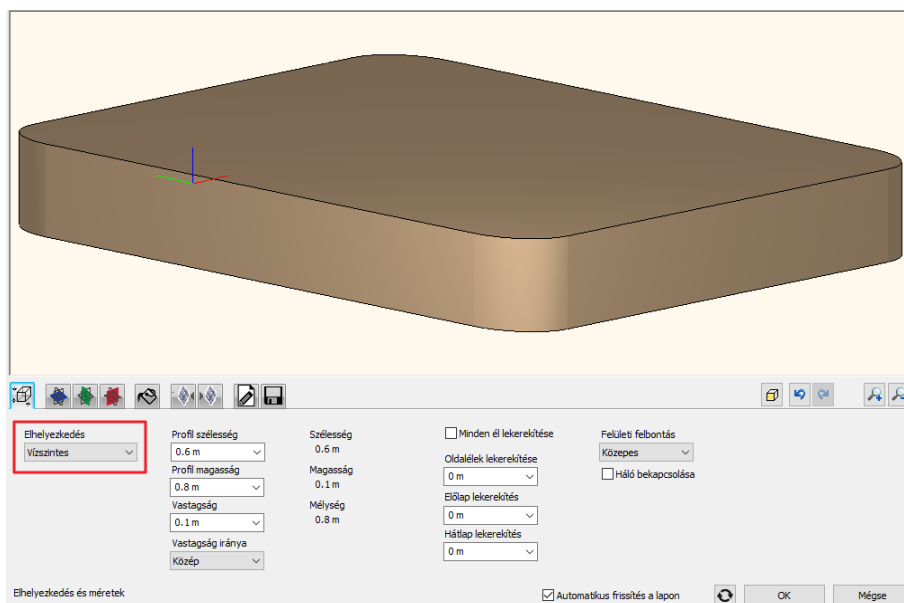 Elhelyezkedés
Vízszintes
Profil szélesség
0.6 m
Profil magasság
0.8 m
Vastagság
0.1 m
Vastagság iránya
Közép
Szélesség
0.6 m
Magasság
0.1 m
Mélység
0.8 m
Minden él lekerekítése
Oldalélek lekerekítése
0 m
Előlap lekerekítés
0 m
Hátlap lekerekítés
0 m
Felületi felbontás
Közepes
Háló bekapcsolása
Elhelyezkedés és méretek
Automatikus frissítés a lapon
OK
Mégse